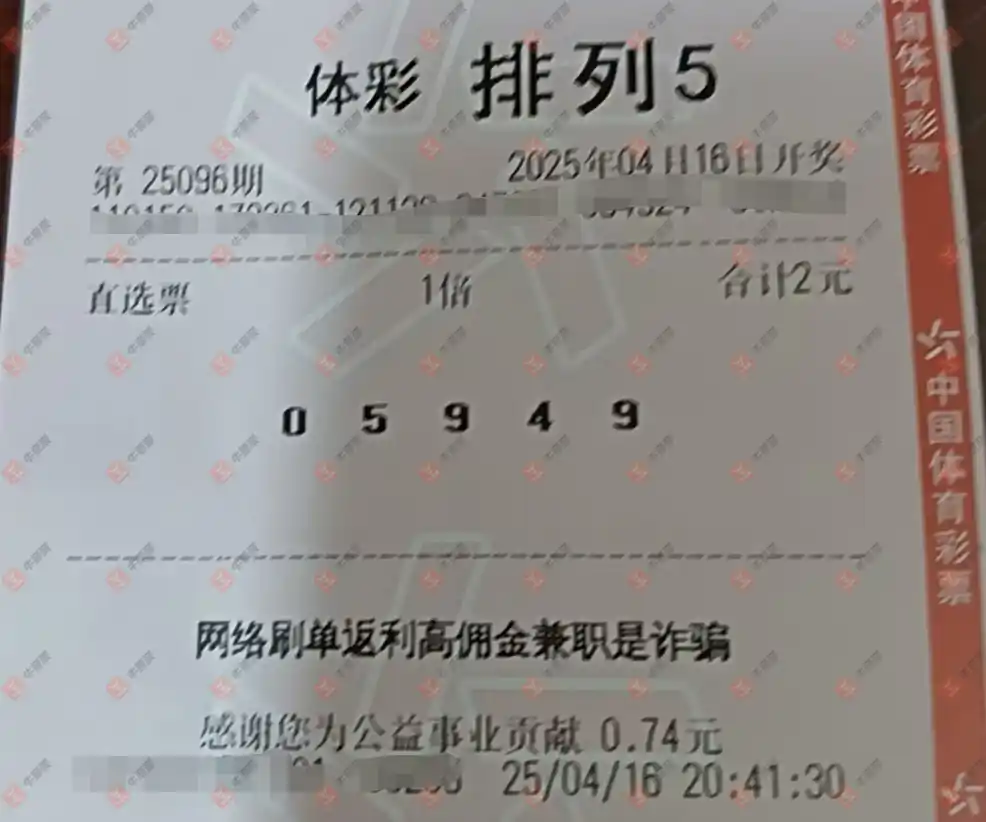 体彩 排列5
第 25096期 2025年04月16日开奖
直选票 1倍 合计2元
0 5 9 4 9
网络刷单返利高佣金兼职是诈骗
感谢您为公益事业贡献 0.74元
25/04/16 20:41:30
中国体育彩票
中国体育彩票